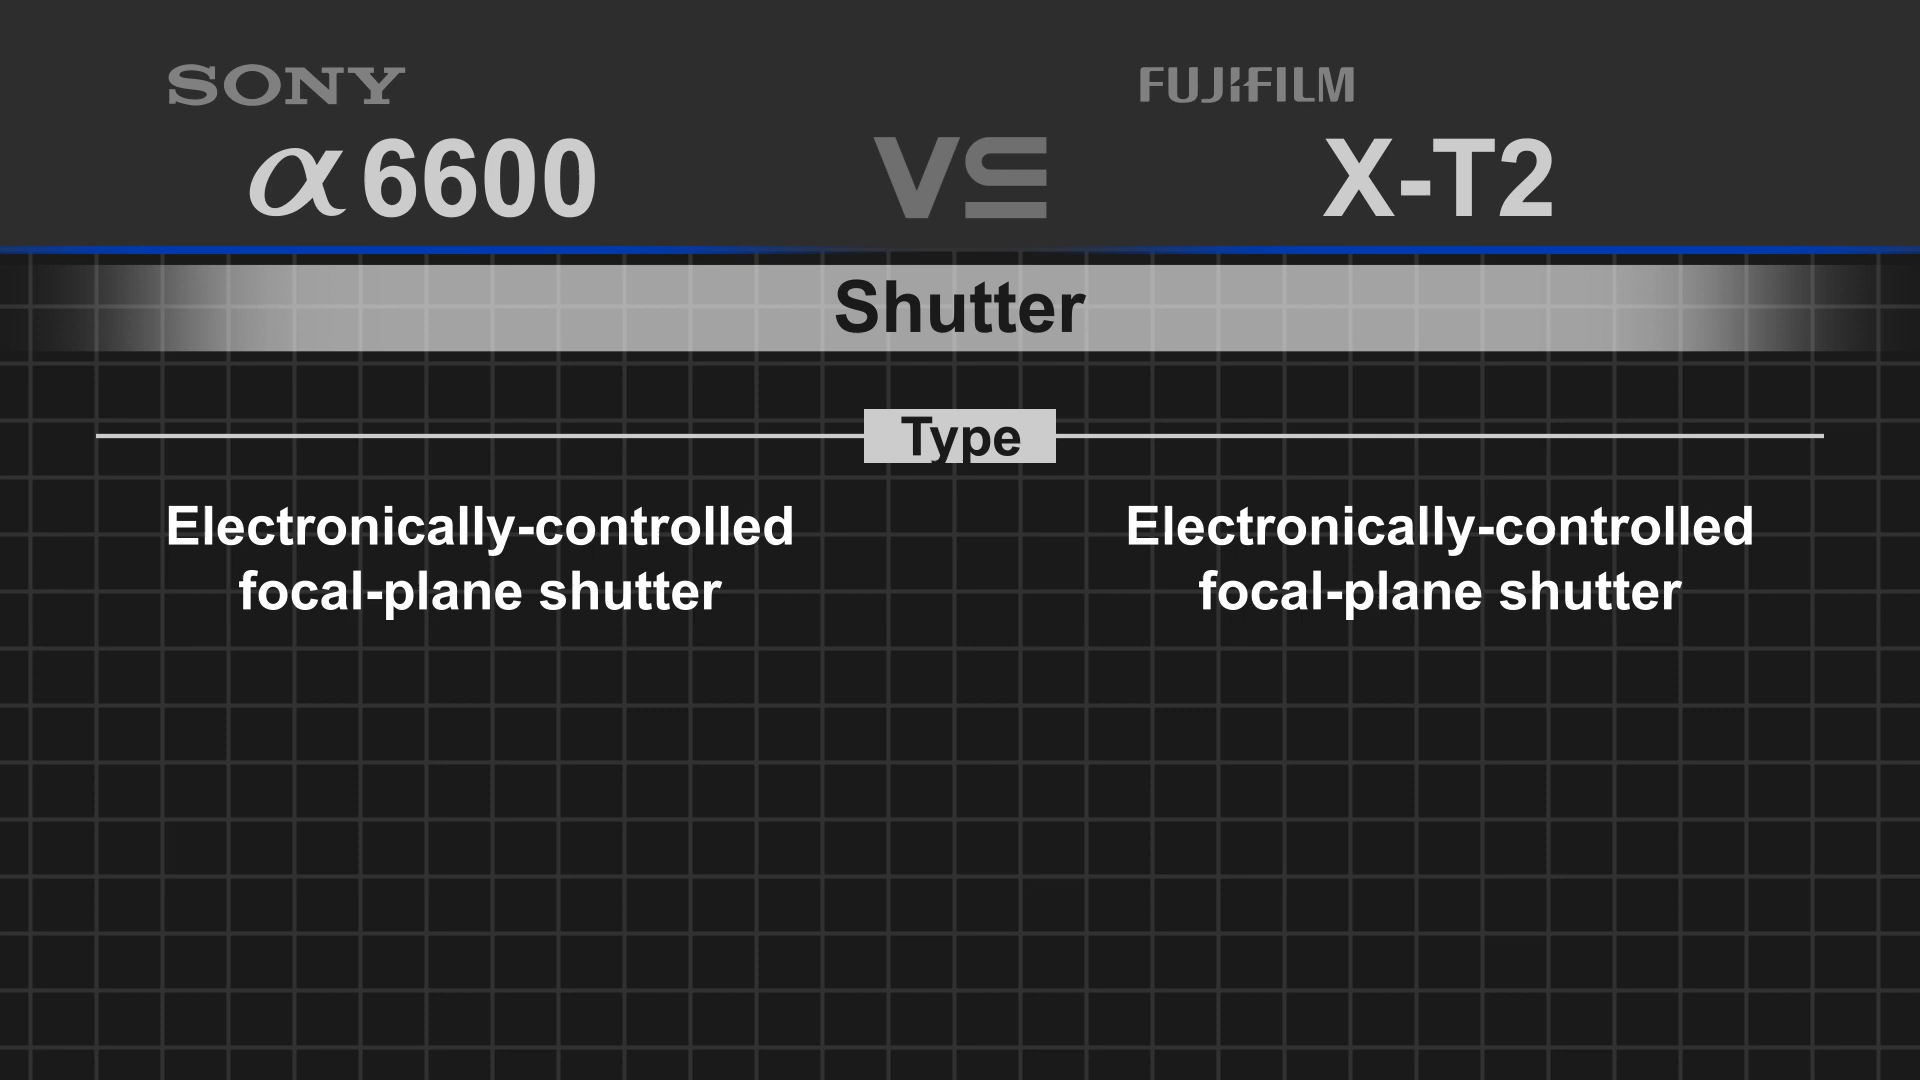 SONY
α6600
VS
FUJIFILM
X-T2
Shutter
Type
Electronically-controlled
focal-plane shutter
Electronically-controlled
focal-plane shutter